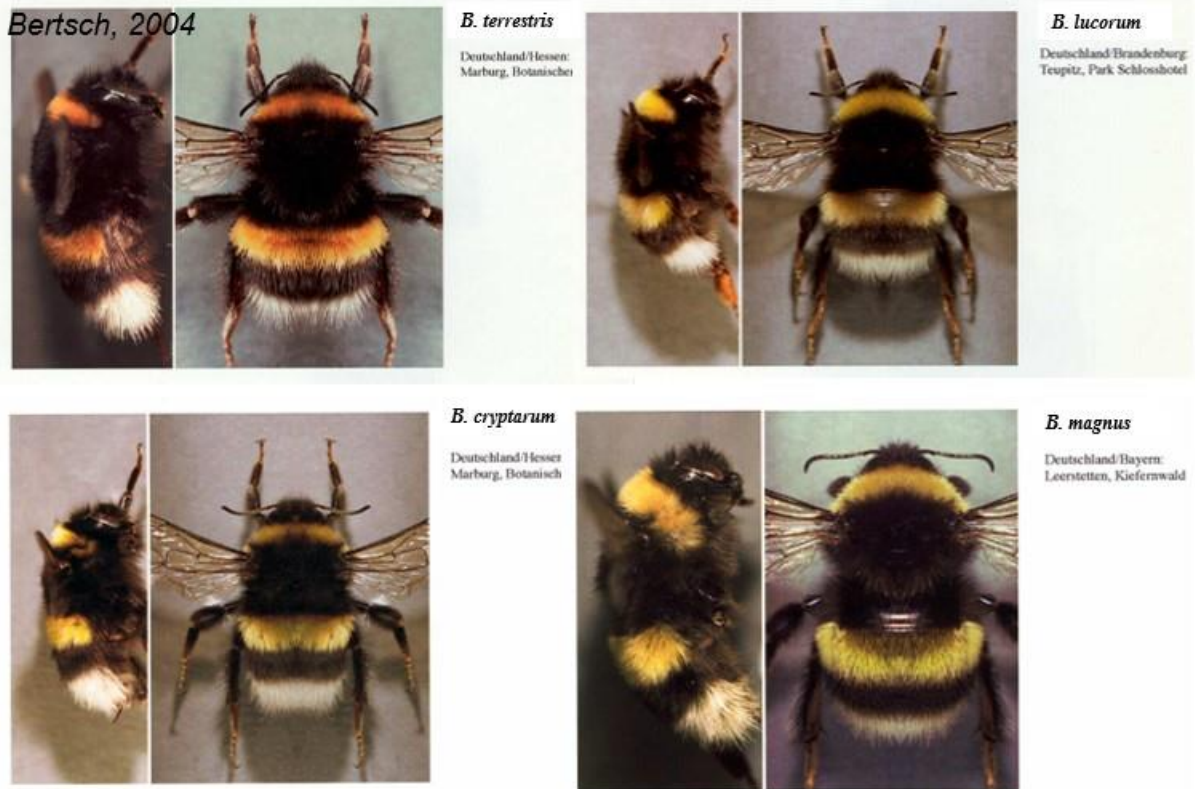 Bertsch, 2004
B. terrestris
Deutschland/Hessen:
Marburg, Botanischer
B. lucorum
Deutschland/Brandenburg
Teupitz, Park Schlosshotel
B. cryptarum
Deutschland/Hessen
Marburg, Botanisch
B. magnus
Deutschland/Bayern:
Leerstetten, Kiefernwald